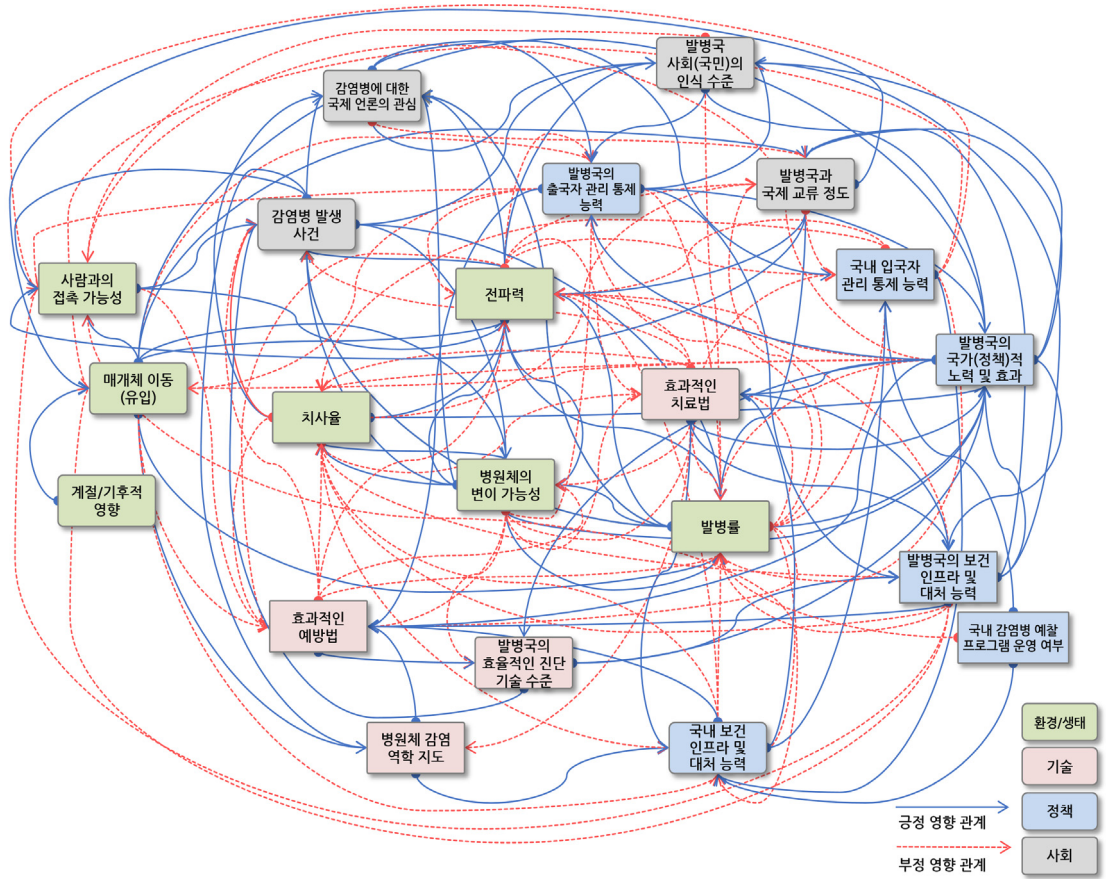 발병국
사회(국민)의
인식 수준
감염병에 대한
국제 언론의 관심
발병국의
출국자 관리 통제
능력
발병국과
국제 교류 정도
감염병 발생
사건
사람과의
접촉 가능성
전파력
국내 입국자
관리 통제 능력
발병국의
국가(정책)적
노력 및 효과
매개체 이동
(유입)
치사율
효과적인
치료법
계절/기후적
영향
병원체의
변이 가능성
발병률
발병국의 보건
인프라 및
대처 능력
효과적인
예방법
발병국의
효율적인 진단
기술 수준
국내 감염병 예찰
프로그램 운영 여부
병원체 감염
역학 지도
국내 보건
인프라 및
대처 능력
환경/생태
기술
긍정 영향 관계
정책
부정 영향 관계
사회